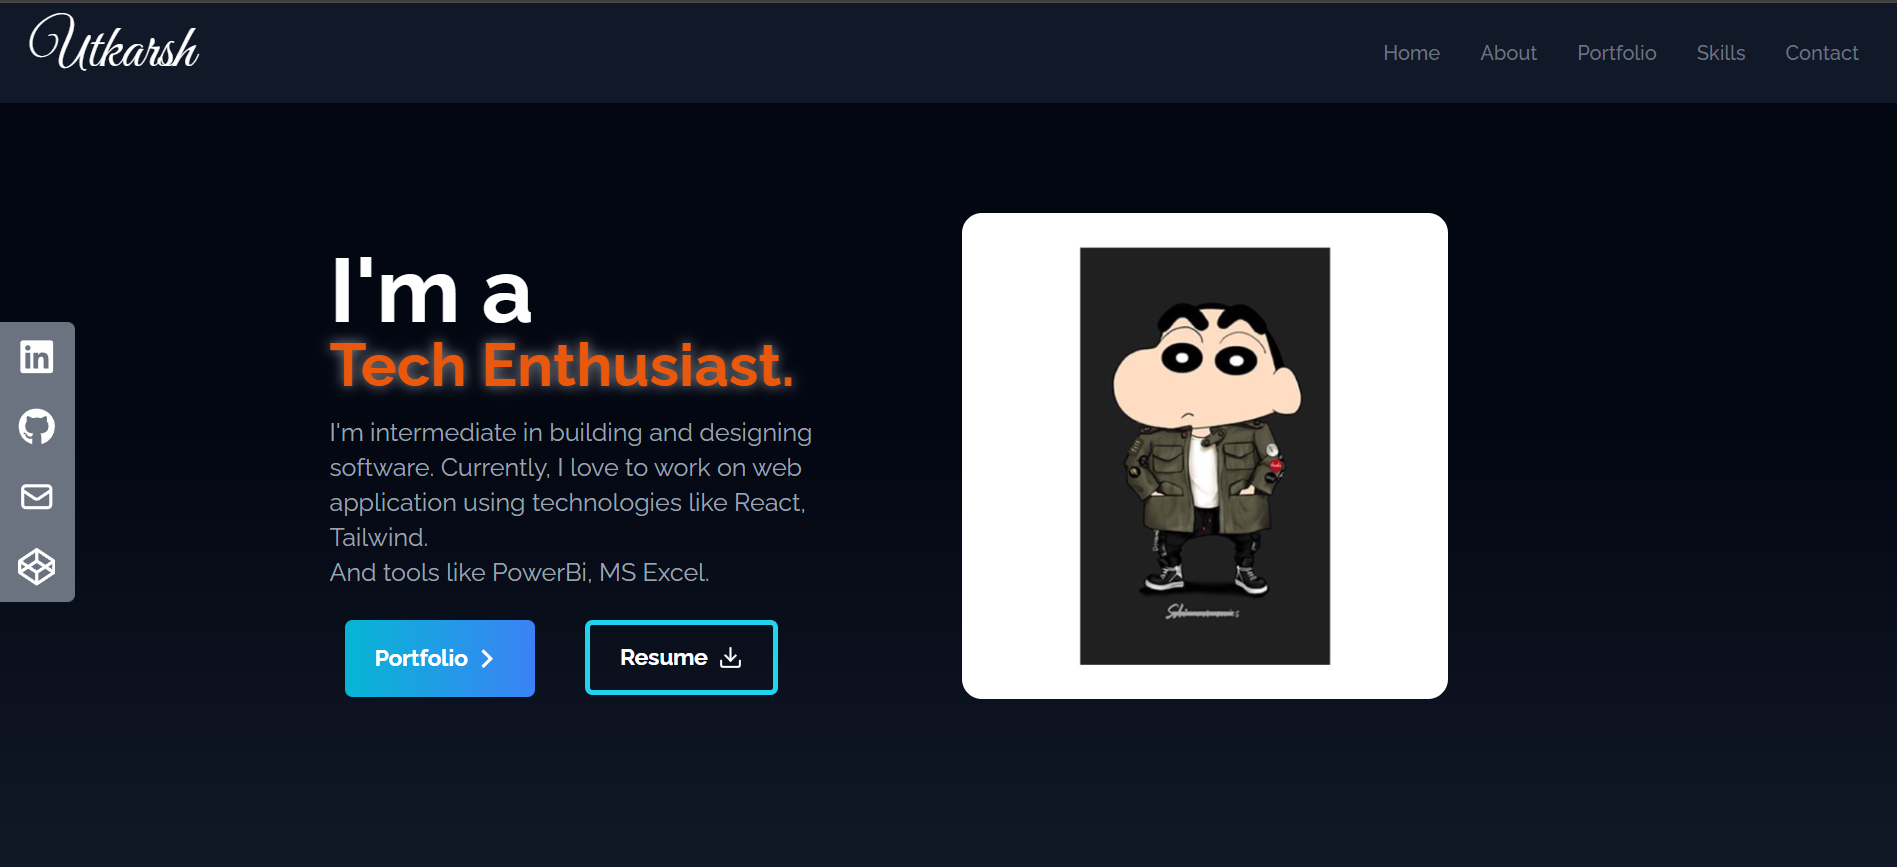 Utkarsh
Home About Portfolio Skills Contact
I'm a
Tech Enthusiast.
I'm intermediate in building and designing
software. Currently, I love to work on web
application using technologies like React,
Tailwind.
And tools like PowerBi, MS Excel.
Portfolio
Resume
in